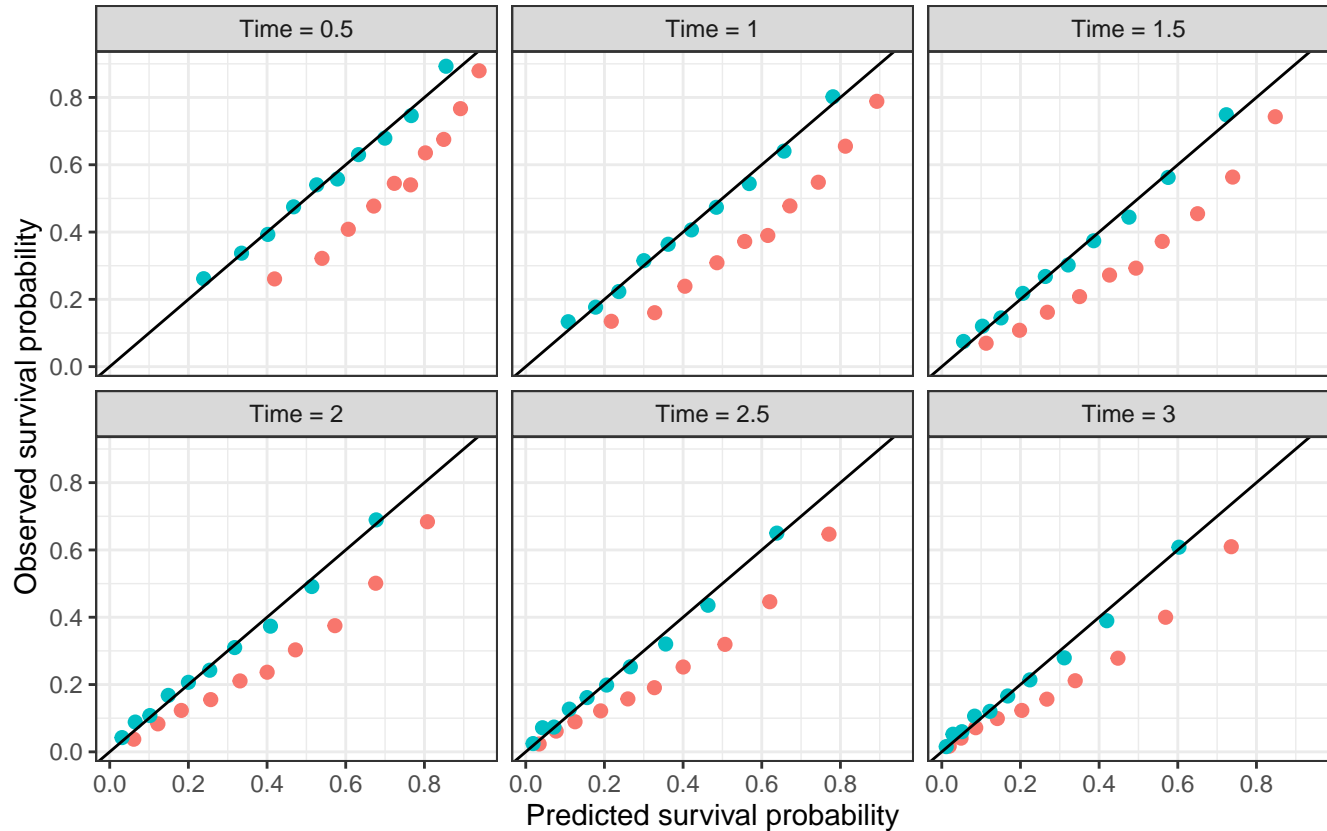 Time = 0.5
Time = 1
Time = 1.5
0.8
0.6
0.4
0.2
0.0
Time = 2
Time = 2.5
Time = 3
0.8
0.6
0.4
0.2
0.0
0.0 0.2 0.4 0.6 0.8
0.0 0.2 0.4 0.6 0.8
0.0 0.2 0.4 0.6 0.8
Observed survival probability
Predicted survival probability